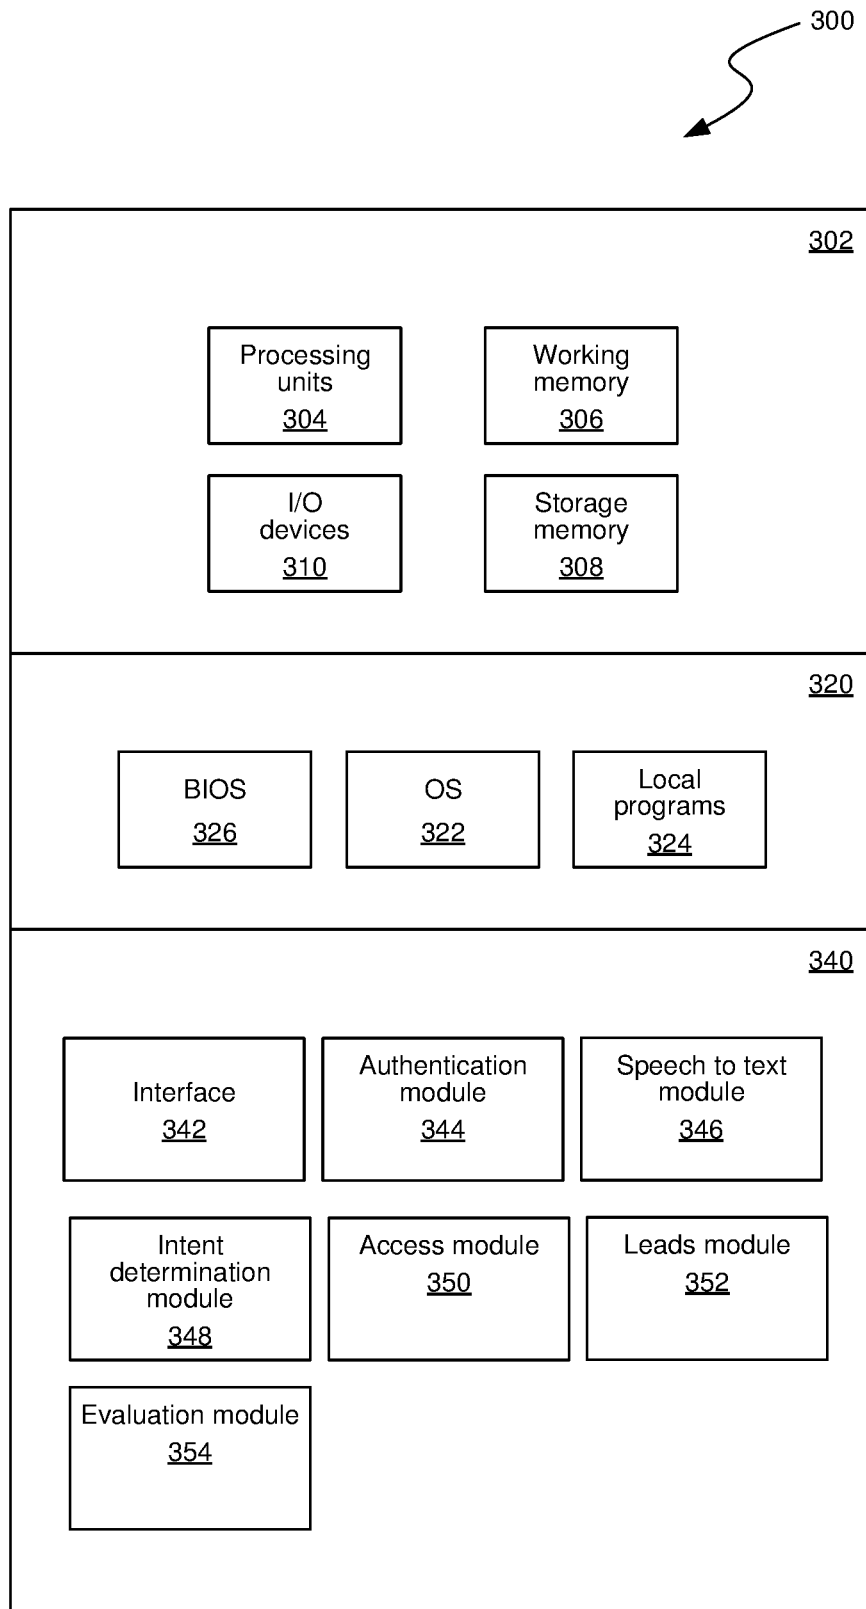 300
302
Processing
units
304
Working
memory
306
I/O
devices
310
Storage
memory
308
320
BIOS
326
OS
322
Local
programs
324
340
Interface
342
Authentication
module
344
Speech to text
module
346
Intent
determination
module
348
Access module
350
Leads module
352
Evaluation module
354